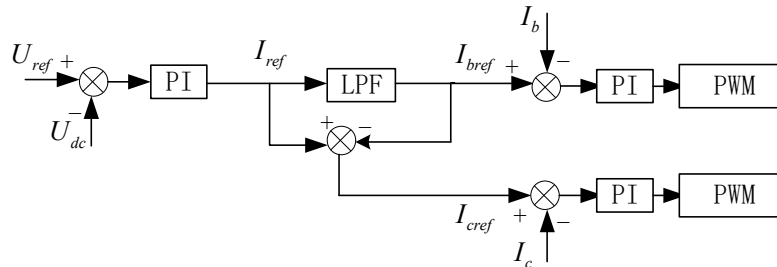 I_b
U_ref + PI I_ref LPF I_bref + − PI PWM
− U_dc + −
I_cref + − PI PWM
I_c